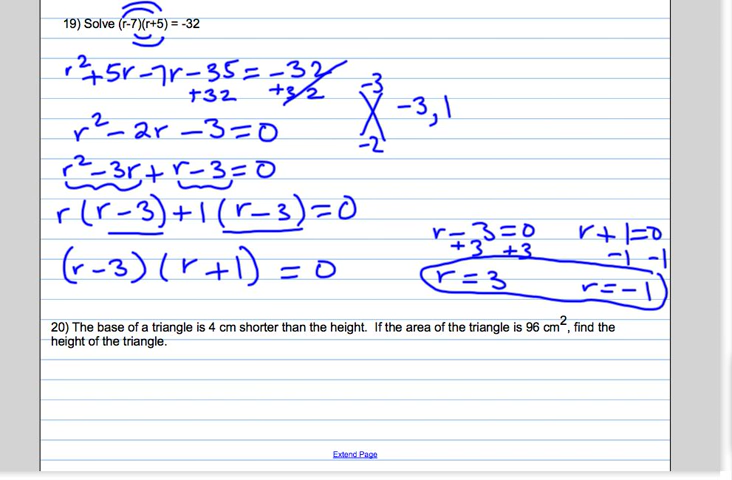 19) Solve (r-7)(r+5) = -32
r²+5r-7r-35=-32
+32 +32
r²-2r-3=0
-3
-3,1
-2
r²-3r+r-3=0
r(r-3)+1(r-3)=0
(r-3)(r+1)=0
r-3=0 r+1=0
+3 +3 -1 -1
r=3 r=-1
20) The base of a triangle is 4 cm shorter than the height. If the area of the triangle is 96 cm², find the
height of the triangle.
Extend Page